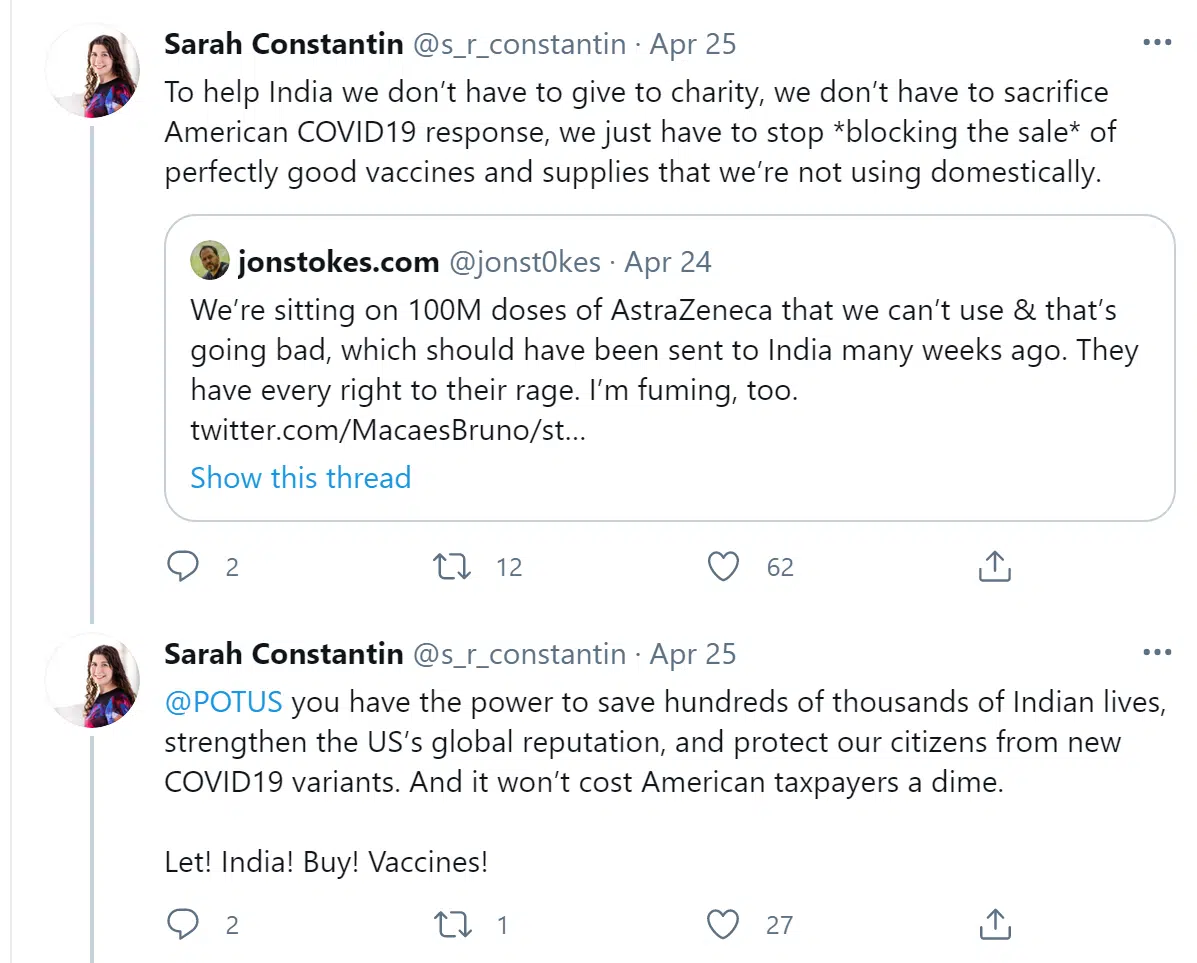 Sarah Constantin @s_r_constantin · Apr 25
To help India we don’t have to give to charity, we don’t have to sacrifice
American COVID19 response, we just have to stop *blocking the sale* of
perfectly good vaccines and supplies that we’re not using domestically.
jonstokes.com @jonst0kes · Apr 24
We’re sitting on 100M doses of AstraZeneca that we can’t use & that’s
going bad, which should have been sent to India many weeks ago. They
have every right to their rage. I’m fuming, too.
twitter.com/MacaesBruno/st...
Show this thread
2 12 62
Sarah Constantin @s_r_constantin · Apr 25
@POTUS you have the power to save hundreds of thousands of Indian lives,
strengthen the US’s global reputation, and protect our citizens from new
COVID19 variants. And it won’t cost American taxpayers a dime.
Let! India! Buy! Vaccines!
2 1 27